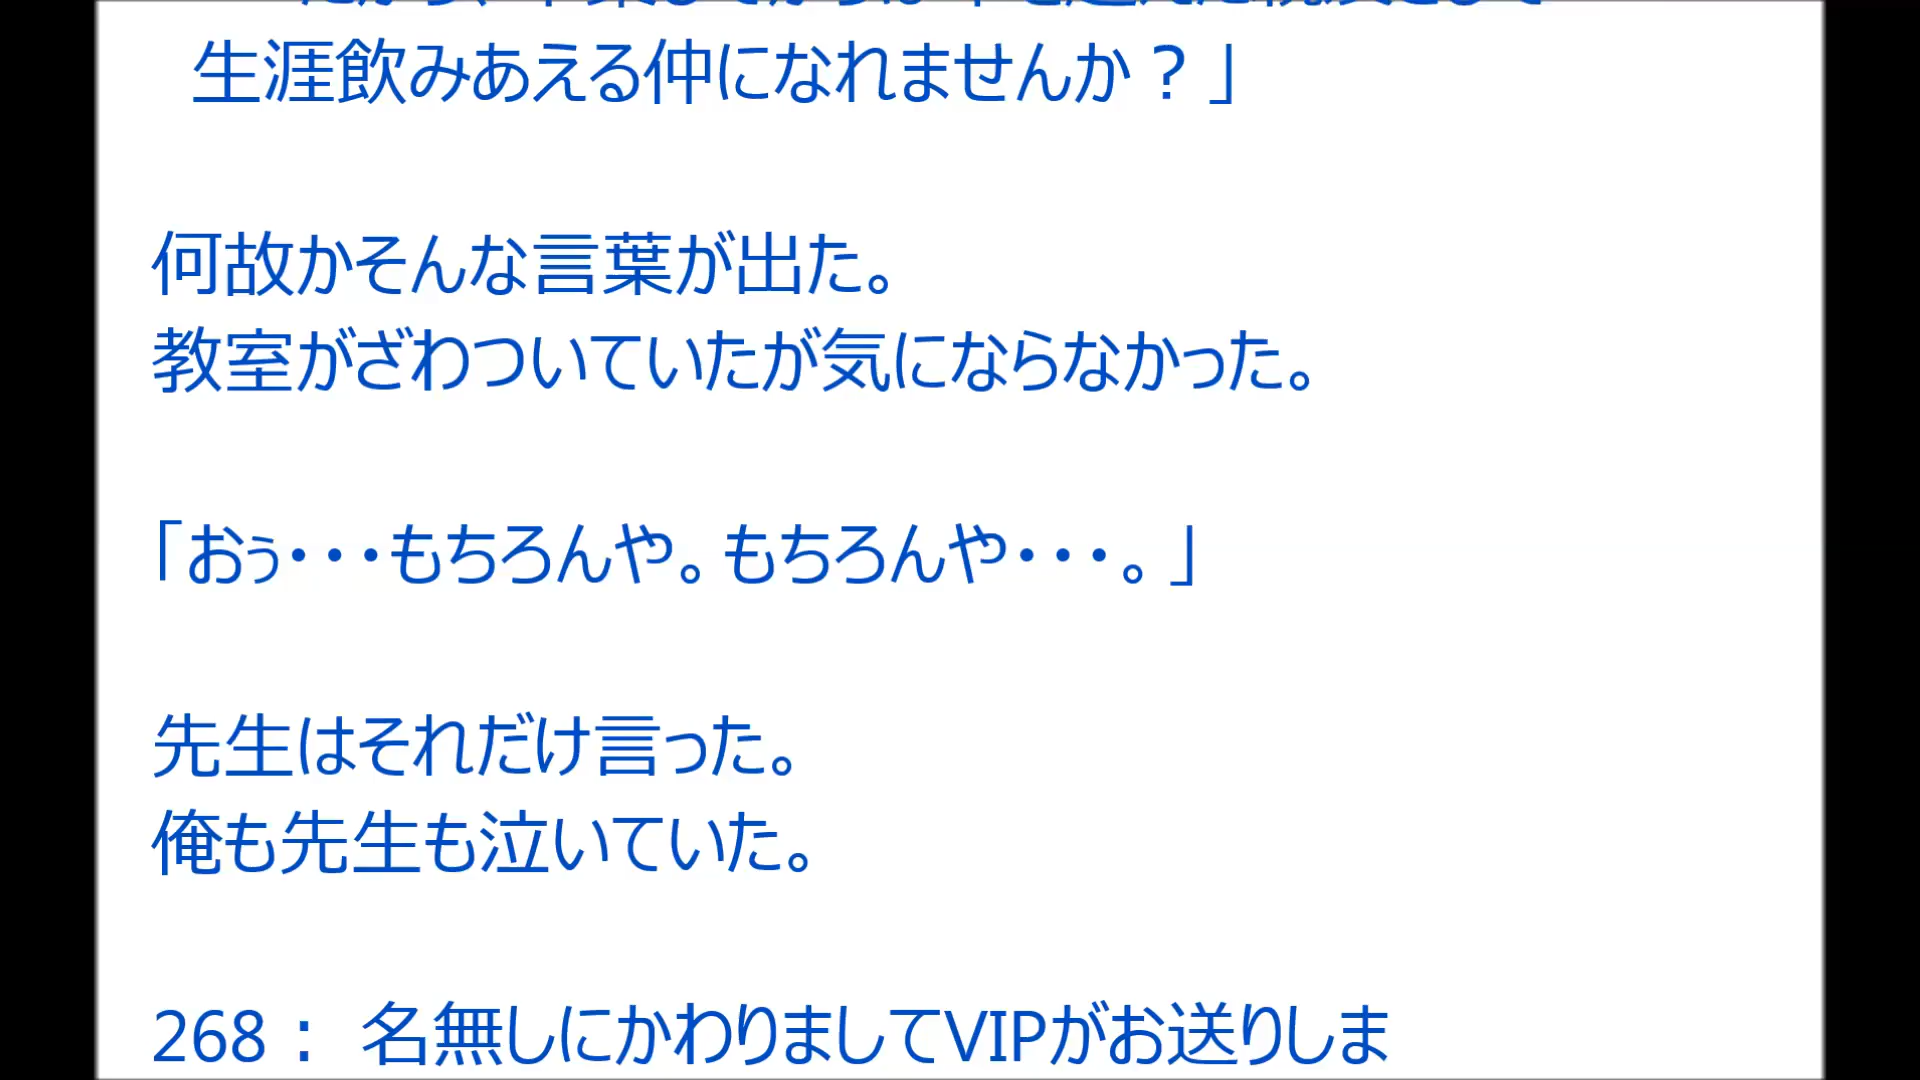 生涯飲みあえる仲になれませんか？」
何故かそんな言葉が出た。
教室がざわついていたが気にならなかった。
「おぅ・・・もちろんや。もちろんや・・・。」
先生はそれだけ言った。
俺も先生も泣いていた。
268： 名無しにかわりましてVIPがお送りしま